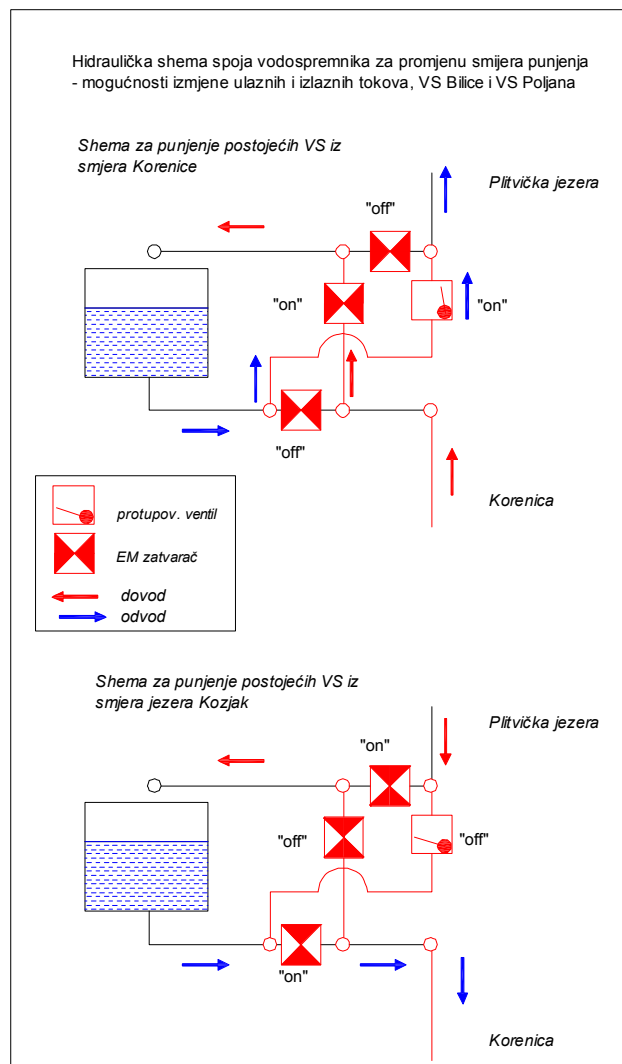 Hidraulička shema spoja vodospremnika za promjenu smijera punjenja
- mogućnosti izmjene ulaznih i izlaznih tokova, VS Bilice i VS Poljana
Shema za punjenje postojećih VS iz
smjera Korenice
Plitvička jezera
"off"
"on"
"on"
"off"
Korenica
protupov. ventil
EM zatvarač
dovod
odvod
Shema za punjenje postojećih VS iz
smjera jezera Kozjak
Plitvička jezera
"on"
"off"
"off"
"on"
Korenica